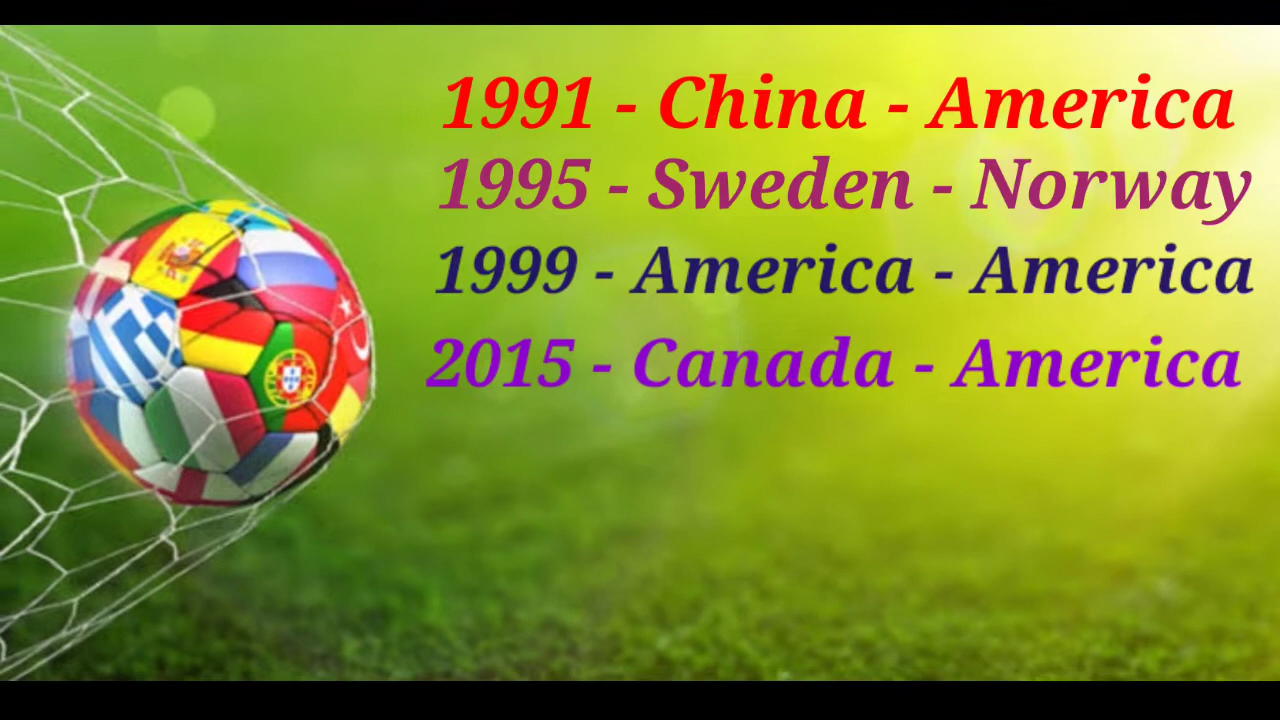 1991 - China - America
1995 - Sweden - Norway
1999 - America - America
2015 - Canada - America